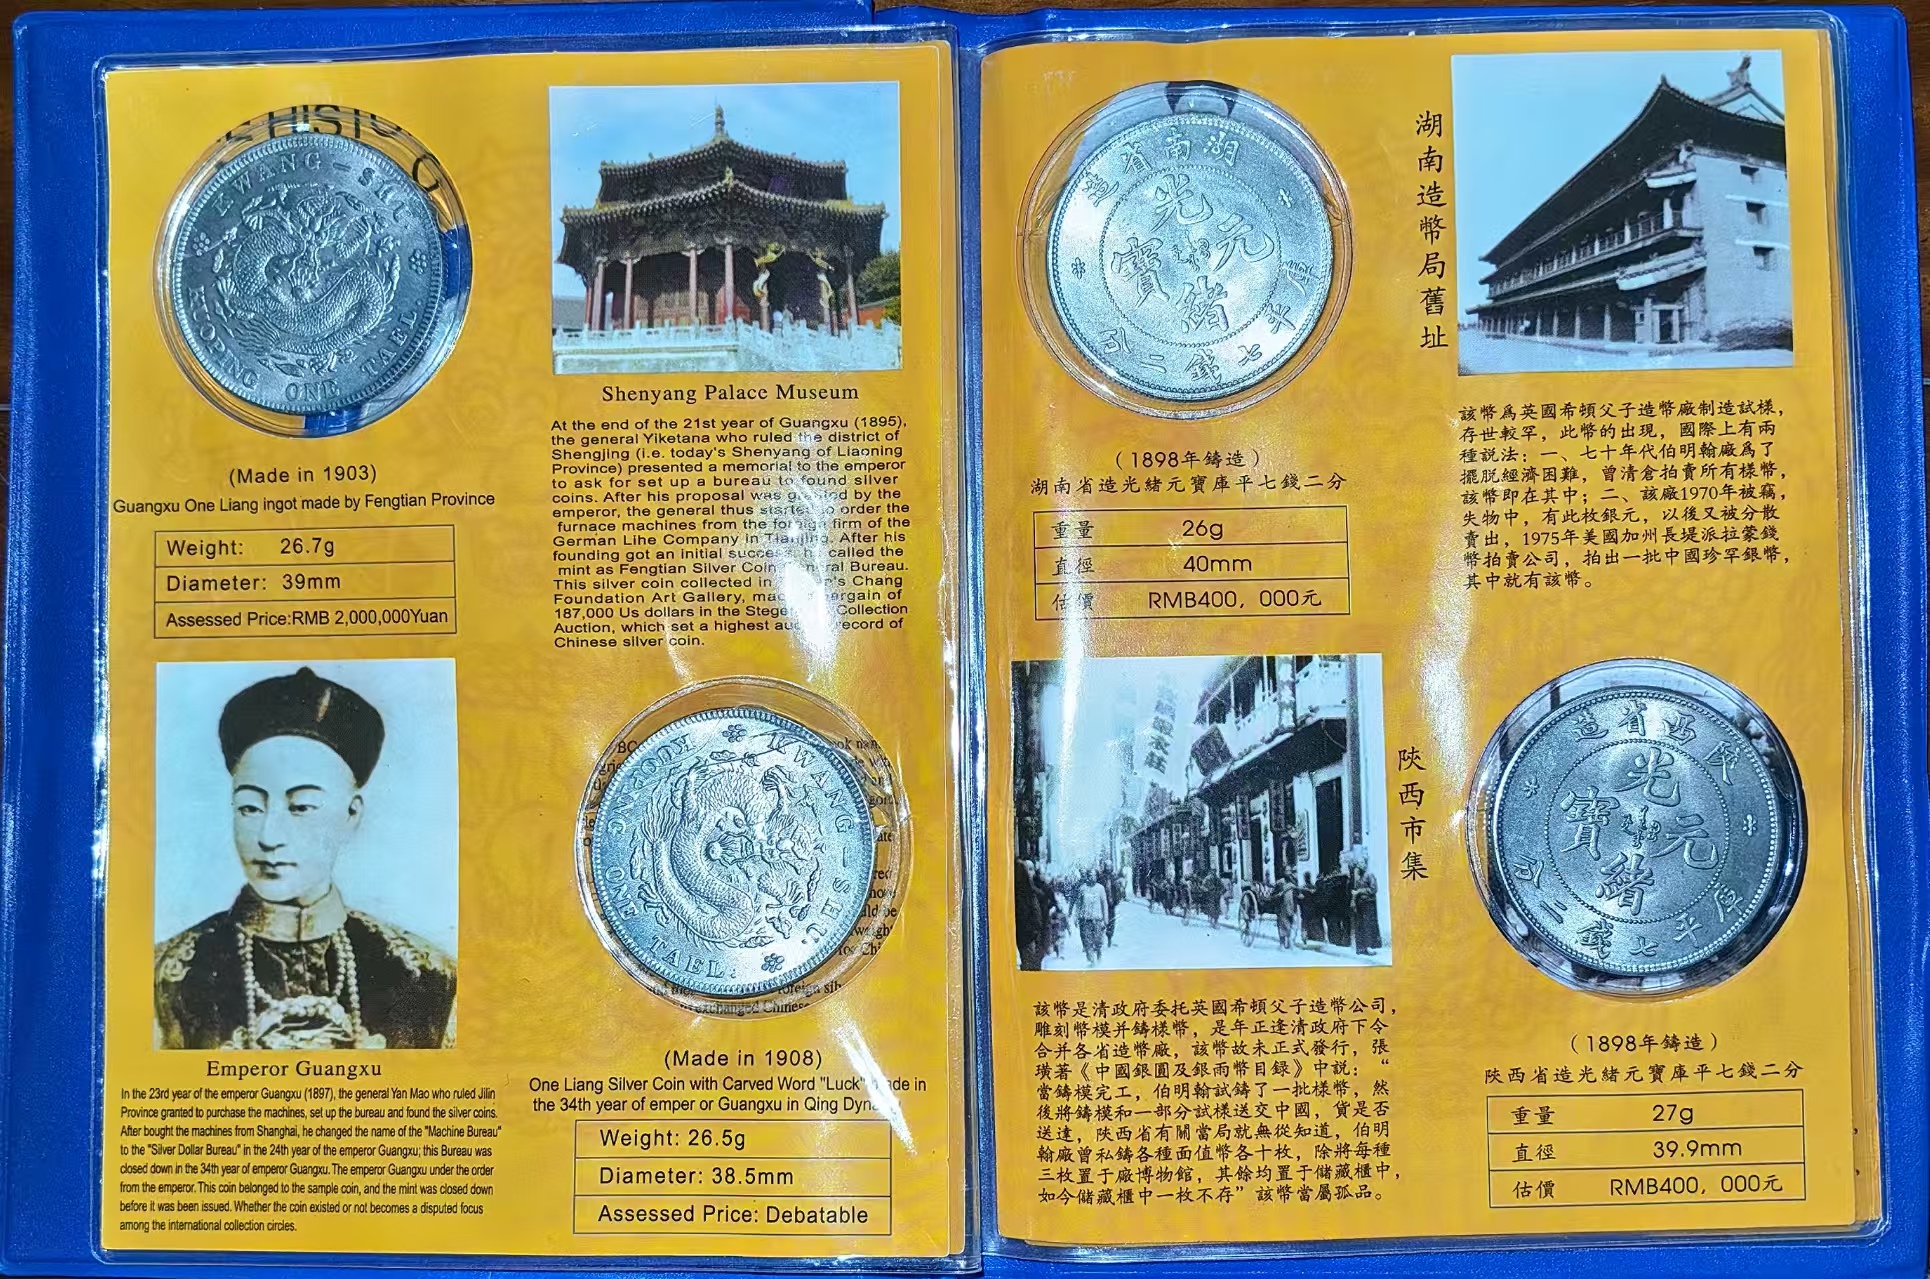 KWANG-SHU
KUOPING ONE TAEL.
(Made in 1903)
Guangxu One Liang ingot made by Fengtian Province
Weight: 26.7g
Diameter: 39mm
Assessed Price:RMB 2,000,000Yuan
Shenyang Palace Museum
At the end of the 21st year of Guangxu (1895),
the general Yiketana who ruled the district of
Shengjing (i.e. today's Shenyang of Liaoning
Province) presented a memorial to the emperor
to ask for set up a bureau to found silver
coins. After his proposal was by the
emperor, the general thus order the
furnace machines from the firm of the
German Lihe Company in After his
founding got an initial called the
mint as Fengtian Silver Bureau.
This silver coin collected in Chang
Foundation Art Gallery,
187,000 Us dollars in the Collection
Auction, which set a highest record of
Chinese silver coin.
Emperor Guangxu
In the 23rd year of the emperor Guangxu (1897), the general Yan Mao who ruled Jilin
Province granted to purchase the machines, set up the bureau and found the silver coins.
After bought the machines from Shanghai, he changed the name of the "Machine Bureau"
to the "Silver Dollar Bureau" in the 24th year of the emperor Guangxu; this Bureau was
closed down in the 34th year of emperor Guangxu. The emperor Guangxu under the order
from the emperor. This coin belonged to the sample coin, and the mint was closed down
before it was been issued. Whether the coin existed or not becomes a disputed focus
among the international collection circles.
KWANG-SHU.
KUOPING ONE TAEL.
(Made in 1908)
One Liang Silver Coin with Carved Word "Luck" in
the 34th year of emper or Guangxu in Qing
Weight: 26.5g
Diameter: 38.5mm
Assessed Price: Debatable
湖南省造
光緒元寶
庫平七錢二分
(1898年鑄造)
湖南省造光緒元寶庫平七錢二分
重量 26g
直徑 40mm
估價 RMB400，000元
湖南造幣局舊址
該幣爲英國希頓父子造幣廠制造試樣，
存世較罕，此幣的出現，國際上有兩
種説法：一、七十年代伯明翰廠爲了
擺脱經濟困難，曾清倉拍賣所有樣幣，
該幣即在其中；二、該廠1970年被竊，
失物中，有此枚銀元，以後又被分散
賣出，1975年美國加州長堤派拉蒙錢
幣拍賣公司，拍出一批中國珍罕銀幣，
其中就有該幣。
陝西市集
該幣是清政府委托英國希頓父子造幣公司，
雕刻幣模并鑄樣幣，是年正逢清政府下令
合并各省造幣廠，該幣故未正式發行，張
璜著《中國銀圓及銀兩幣目録》中説：“
當鑄模完工，伯明翰試鑄了一批樣幣，然
後將鑄模和一部分試樣送交中國，貨是否
送達，陝西省有關當局就無從知道，伯明
翰廠曾私鑄各種面值幣各十枚，除將每種
三枚置于廠博物館，其餘均置于儲藏櫃中，
如今儲藏櫃中一枚不存”該幣當屬孤品。
陝西省造
光緒元寶
庫平七錢二分
(1898年鑄造)
陝西省造光緒元寶庫平七錢二分
重量 27g
直徑 39.9mm
估價 RMB400，000元